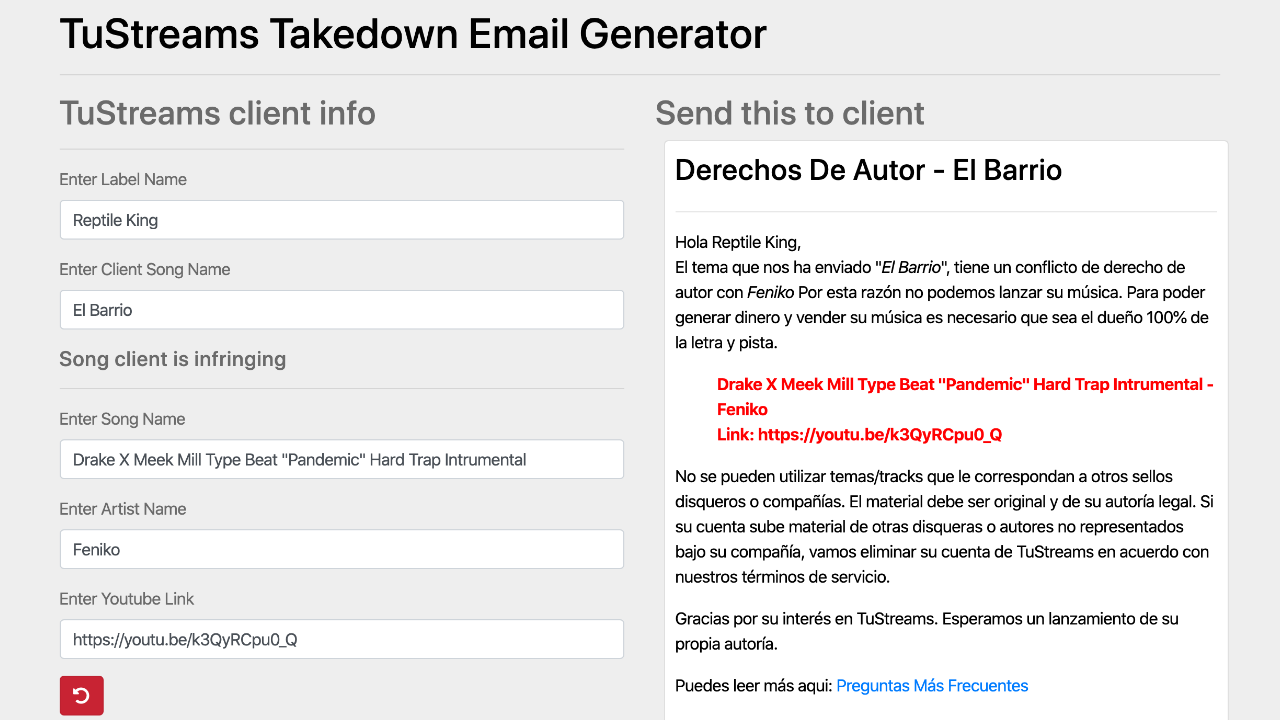 TuStreams Takedown Email Generator
TuStreams client info
Enter Label Name
Reptile King
Enter Client Song Name
El Barrio
Song client is infringing
Enter Song Name
Drake X Meek Mill Type Beat "Pandemic" Hard Trap Intrumental
Enter Artist Name
Feniko
Enter Youtube Link
https://youtu.be/k3QyRCpu0_Q
Send this to client
Derechos De Autor - El Barrio
Hola Reptile King,
El tema que nos ha enviado "El Barrio", tiene un conflicto de derecho de
autor con Feniko Por esta razón no podemos lanzar su música. Para poder
generar dinero y vender su música es necesario que sea el dueño 100% de
la letra y pista.
Drake X Meek Mill Type Beat "Pandemic" Hard Trap Intrumental -
Feniko
Link: https://youtu.be/k3QyRCpu0_Q
No se pueden utilizar temas/tracks que le correspondan a otros sellos
disqueros o compañías. El material debe ser original y de su autoría legal. Si
su cuenta sube material de otras disqueras o autores no representados
bajo su compañía, vamos eliminar su cuenta de TuStreams en acuerdo con
nuestros términos de servicio.
Gracias por su interés en TuStreams. Esperamos un lanzamiento de su
propia autoría.
Puedes leer más aqui: Preguntas Más Frecuentes